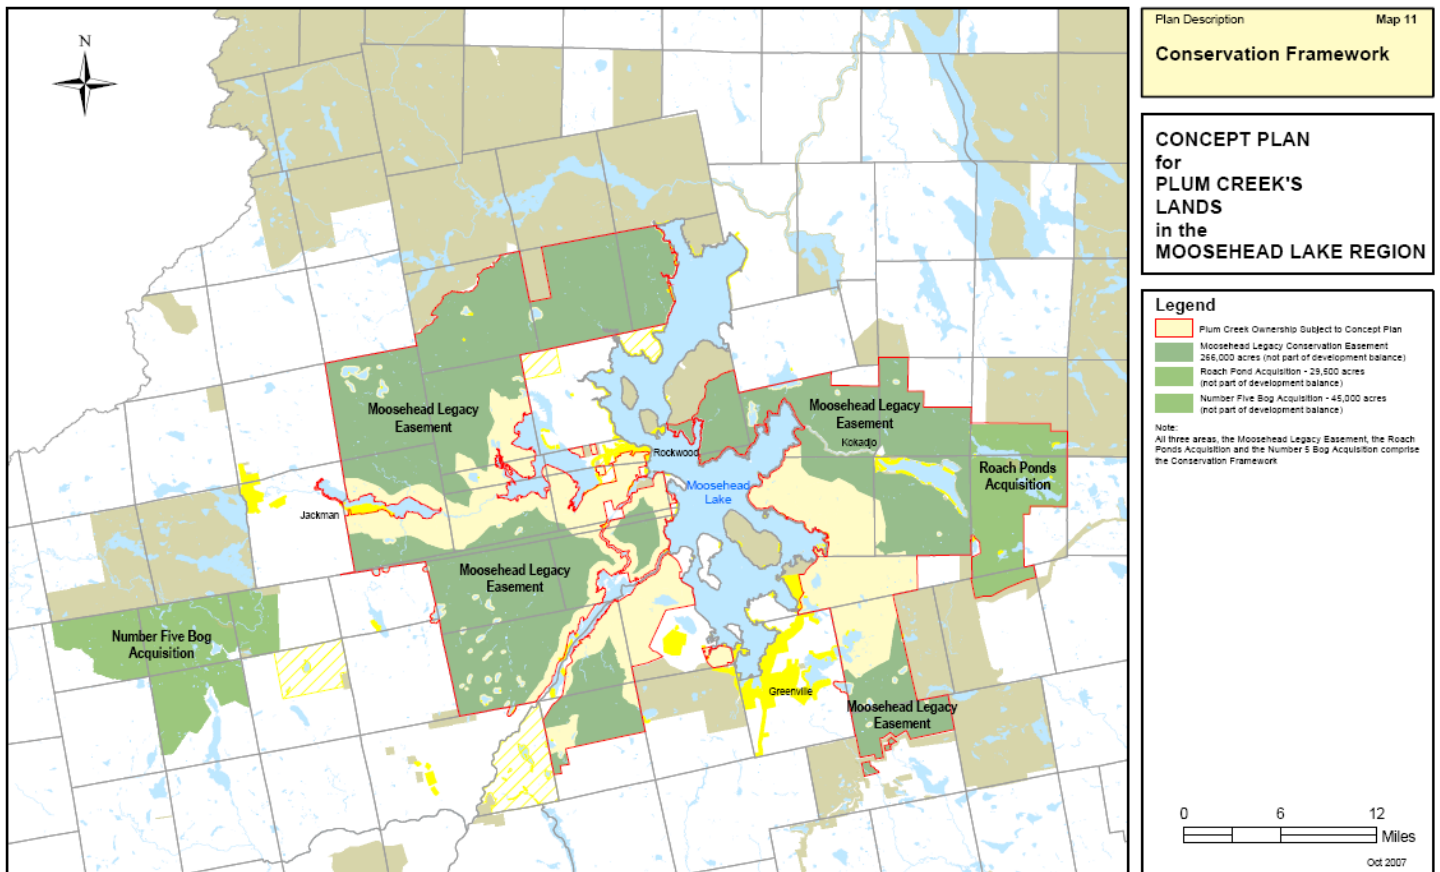 N
Moosehead Legacy
Easement
Moosehead Legacy
Easement
Kokadjo
Rockwood
Roach Ponds
Acquisition
Moosehead
Lake
Jackman
Moosehead Legacy
Easement
Number Five Bog
Acquisition
Greenville
Moosehead Legacy
Easement
Plan Description Map 11
Conservation Framework
CONCEPT PLAN
for
PLUM CREEK'S
LANDS
in the
MOOSEHEAD LAKE REGION
Legend
Plum Creek Ownership Subject to Concept Plan
Moosehead Legacy Conservation Easement
266,000 acres (not part of development balance)
Roach Pond Acquisition - 29,500 acres
(not part of development balance)
Number Five Bog Acquisition - 45,000 acres
(not part of development balance)
Note:
All three areas, the Moosehead Legacy Easement, the Roach
Ponds Acquisition and the Number 5 Bog Acquisition comprise
the Conservation Framework
0 6 12
Miles
Oct 2007